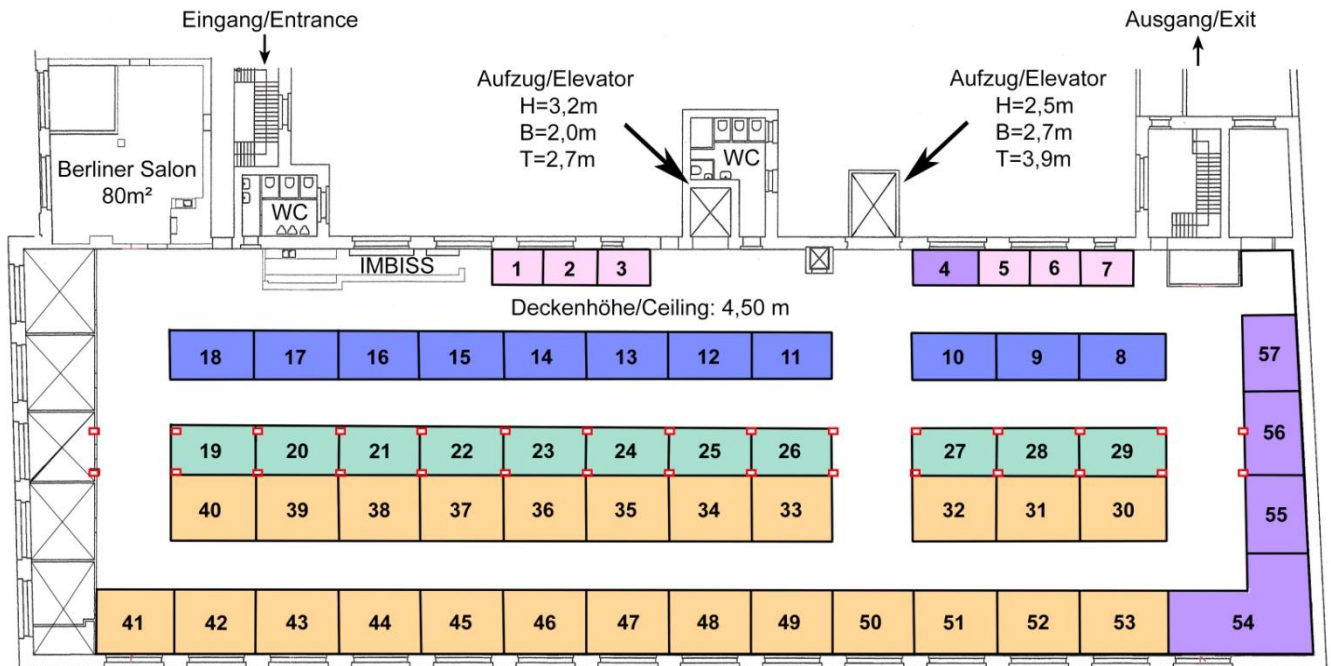 Eingang/Entrance
Ausgang/Exit
Aufzug/Elevator
H=3,2m
B=2,0m
T=2,7m
Aufzug/Elevator
H=2,5m
B=2,7m
T=3,9m
Berliner Salon
80m²
WC
WC
IMBISS
1 2 3
4 5 6 7
Deckenhöhe/Ceiling: 4,50 m
18 17 16 15 14 13 12 11 10 9 8
57
56
19 20 21 22 23 24 25 26 27 28 29
40 39 38 37 36 35 34 33 32 31 30
55
41 42 43 44 45 46 47 48 49 50 51 52 53 54